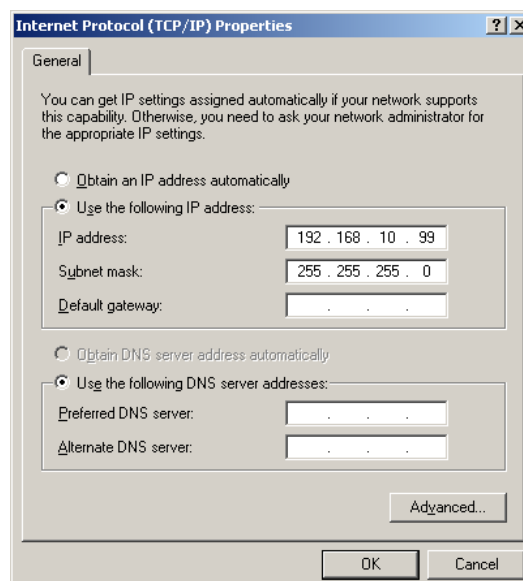 Internet Protocol (TCP/IP) Properties
General
You can get IP settings assigned automatically if your network supports
this capability. Otherwise, you need to ask your network administrator for
the appropriate IP settings.
Obtain an IP address automatically
Use the following IP address:
IP address: 192 . 168 . 10 . 99
Subnet mask: 255 . 255 . 255 . 0
Default gateway: . . .
Obtain DNS server address automatically
Use the following DNS server addresses:
Preferred DNS server: . . .
Alternate DNS server: . . .
Advanced...
OK Cancel